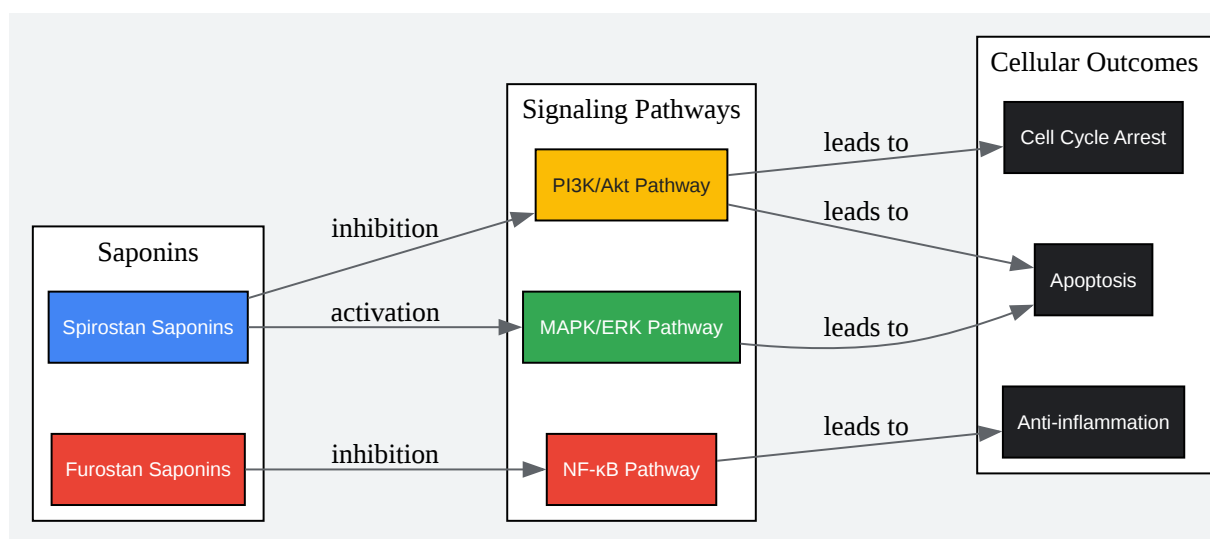 Saponins
Spirostan Saponins
Furostan Saponins
inhibition
activation
inhibition
Signaling Pathways
PI3K/Akt Pathway
MAPK/ERK Pathway
NF-κB Pathway
leads to
leads to
leads to
leads to
Cellular Outcomes
Cell Cycle Arrest
Apoptosis
Anti-inflammation